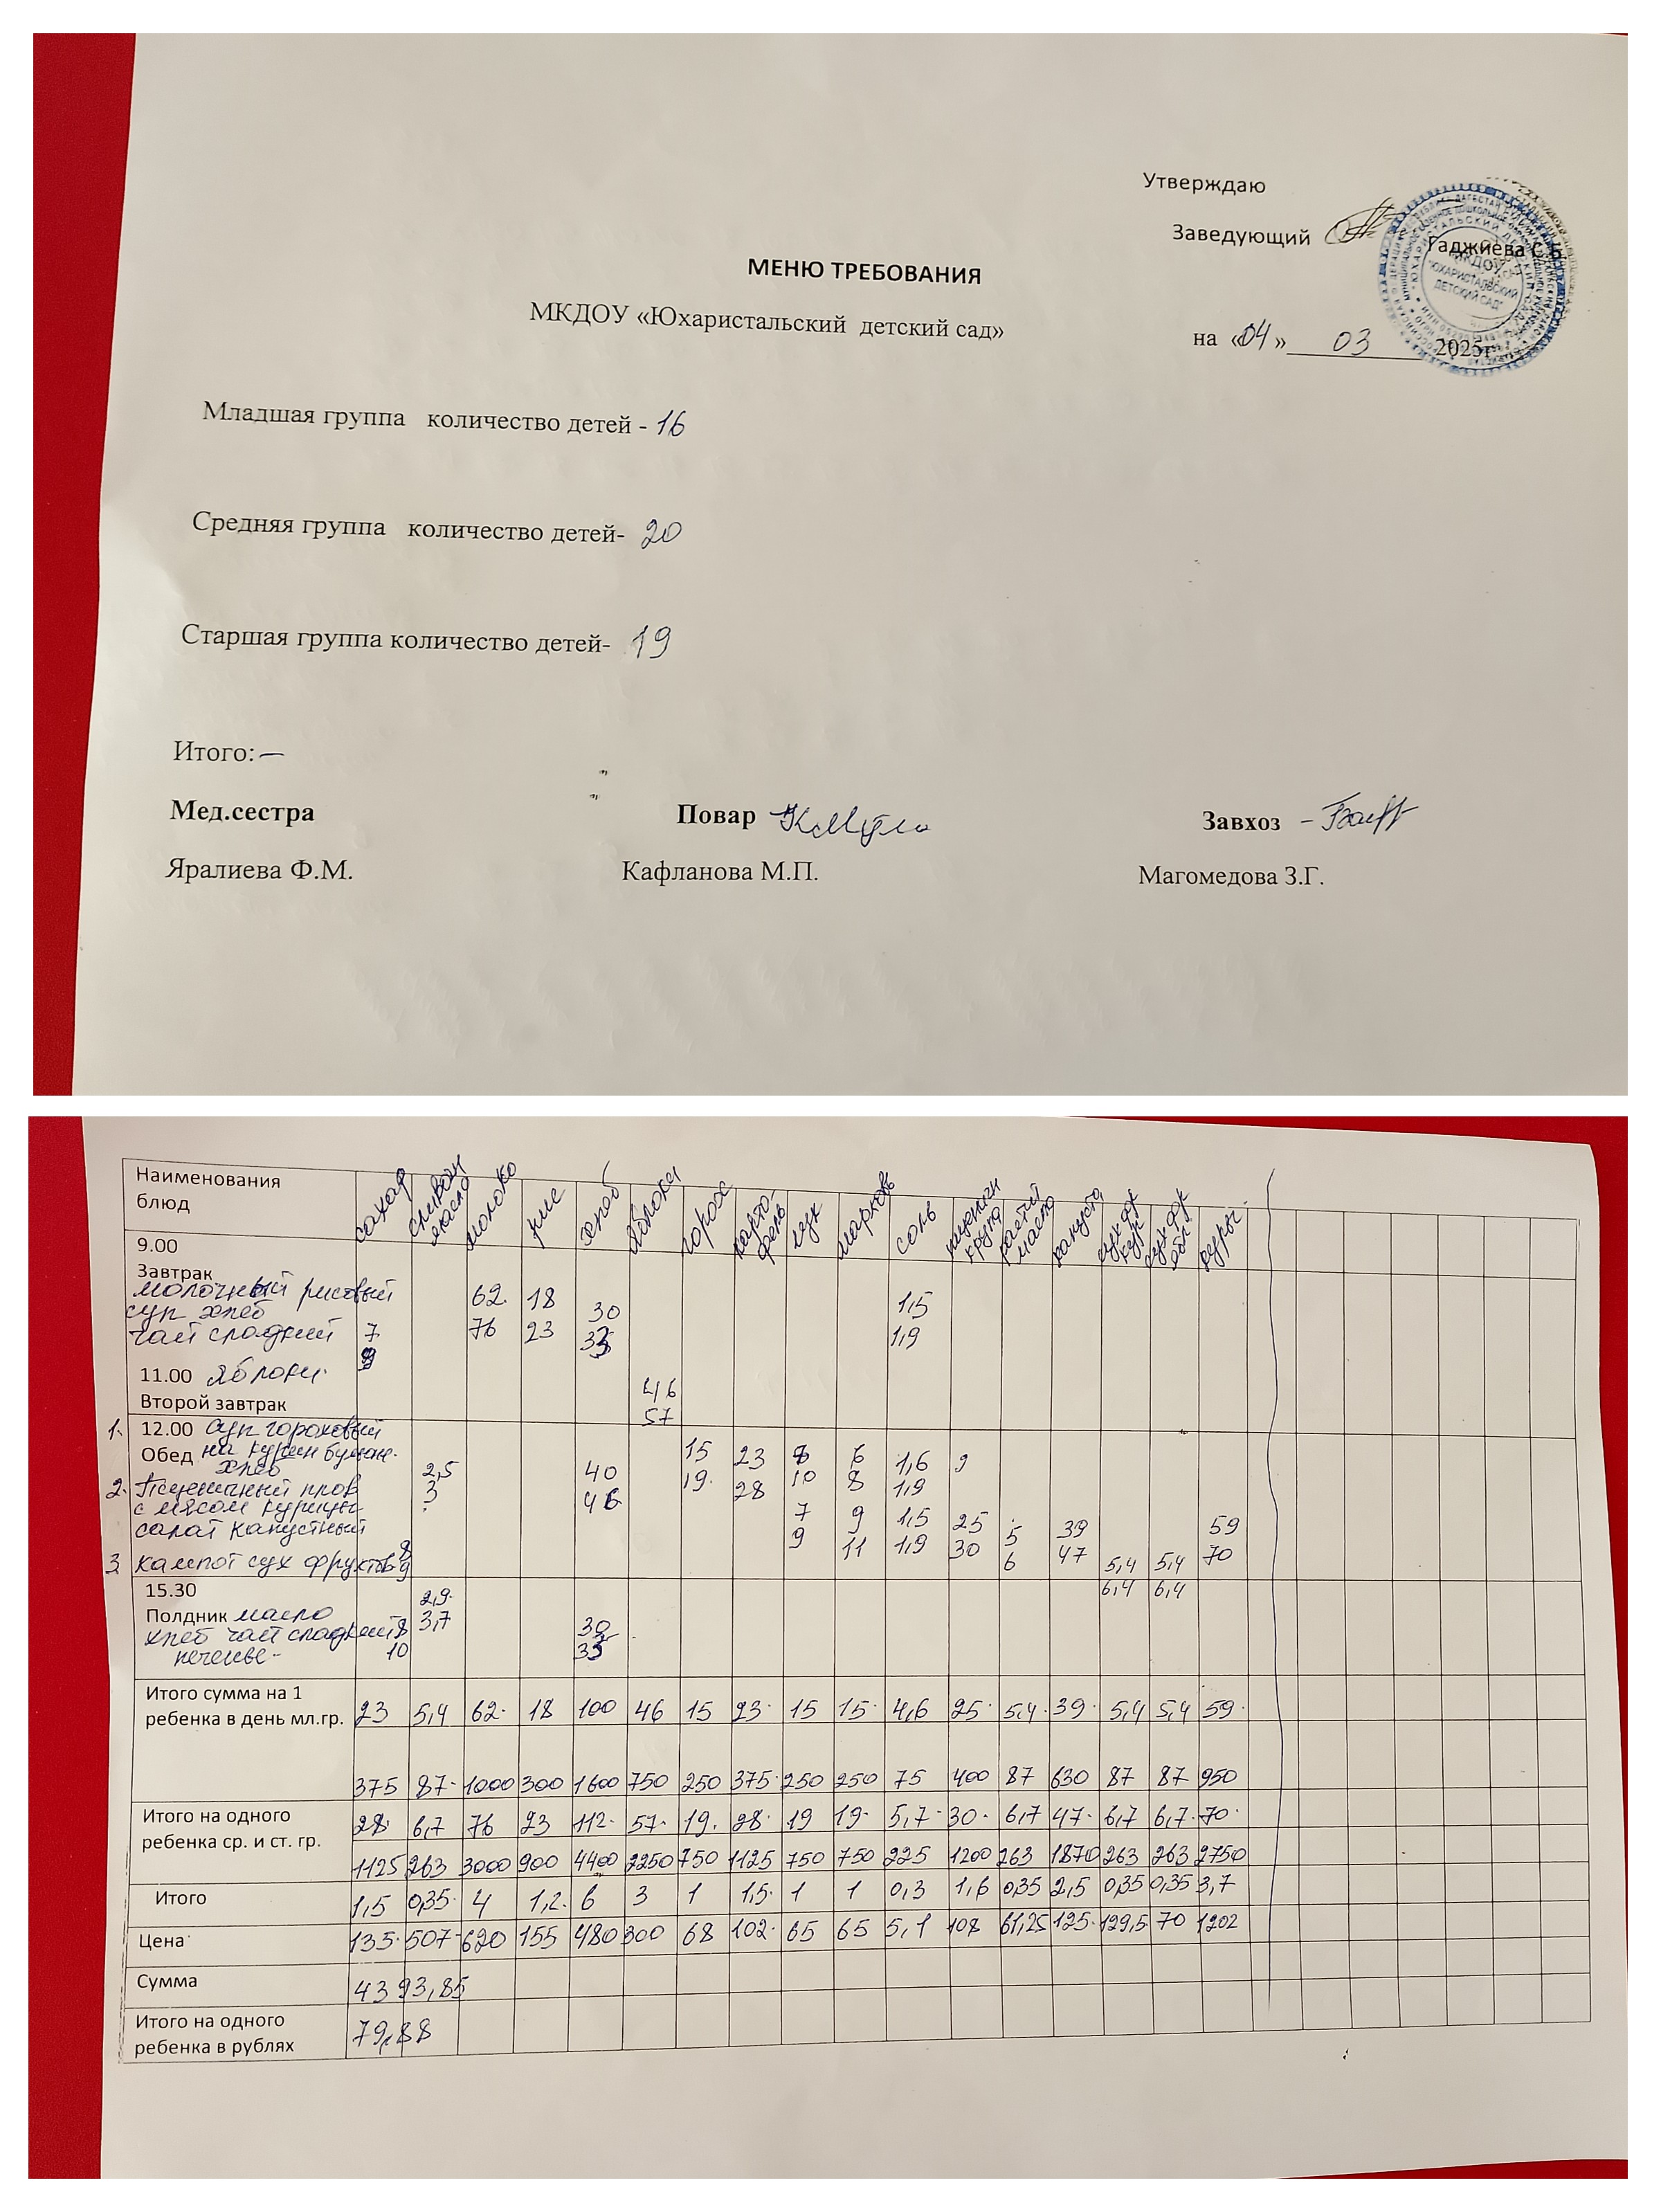 Утверждаю
Заведующий Гаджиева С.
МЕНЮ ТРЕБОВАНИЯ
МКДОУ «Юхаристальский детский сад»
на «04» 03 2025г
Младшая группа количество детей - 16
Средняя группа количество детей- 20
Старшая группа количество детей- 19
Итого: —
Мед.сестра Повар Завхоз -
Яралиева Ф.М. Кафланова М.П. Магомедова З.Г.
Наименования блюд сахар сливоч масло молоко рис хлеб яблоки горох карто-фель лук морковь соль пшеничн крупа растит масло капуста сух фр кур сух фр ябл куры
9.00
Завтрак
молочный рисовый 62 18 30 1,5
суп хлеб
чай сладкий 7 76 23 33 1,9
9
11.00 яблоки 46
Второй завтрак 57
1. 12.00 суп гороховый
Обед на курин бульоне 15 23 8 6 1,6 9
хлеб 2,5 40 19 28 10 8 1,9
2. Пшеничный плов 3 46
с мясом курицы 7 9 1,5 25 5 39 59
салат капустный 9 11 1,9 30 6 47 70
3. кампот сух фруктов 8 5,4 5,4
9 6,4 6,4
15.30 2,9
Полдник масло 3,7
хлеб чай сладкий 8 30
печенье - 10 33
Итого сумма на 1
ребенка в день мл.гр. 23 5,4 62 18 100 46 15 23 15 15 4,6 25 5,4 39 5,4 5,4 59
375 87 1000 300 1600 750 250 375 250 250 75 400 87 630 87 87 950
Итого на одного
ребенка ср. и ст. гр. 28 6,7 76 23 112 57 19 28 19 19 5,7 30 6,7 47 6,7 6,7 70
1125 263 3000 900 4400 2250 750 1125 750 750 225 1200 263 1870 263 263 2750
Итого 1,5 0,35 4 1,2 6 3 1 1,5 1 1 0,3 1,6 0,35 2,5 0,35 0,35 3,7
Цена 135 507 620 155 480 300 68 102 65 65 5,1 108 61,25 125 129,5 70 1202
Сумма 4393,85
Итого на одного
ребенка в рублях 79,88